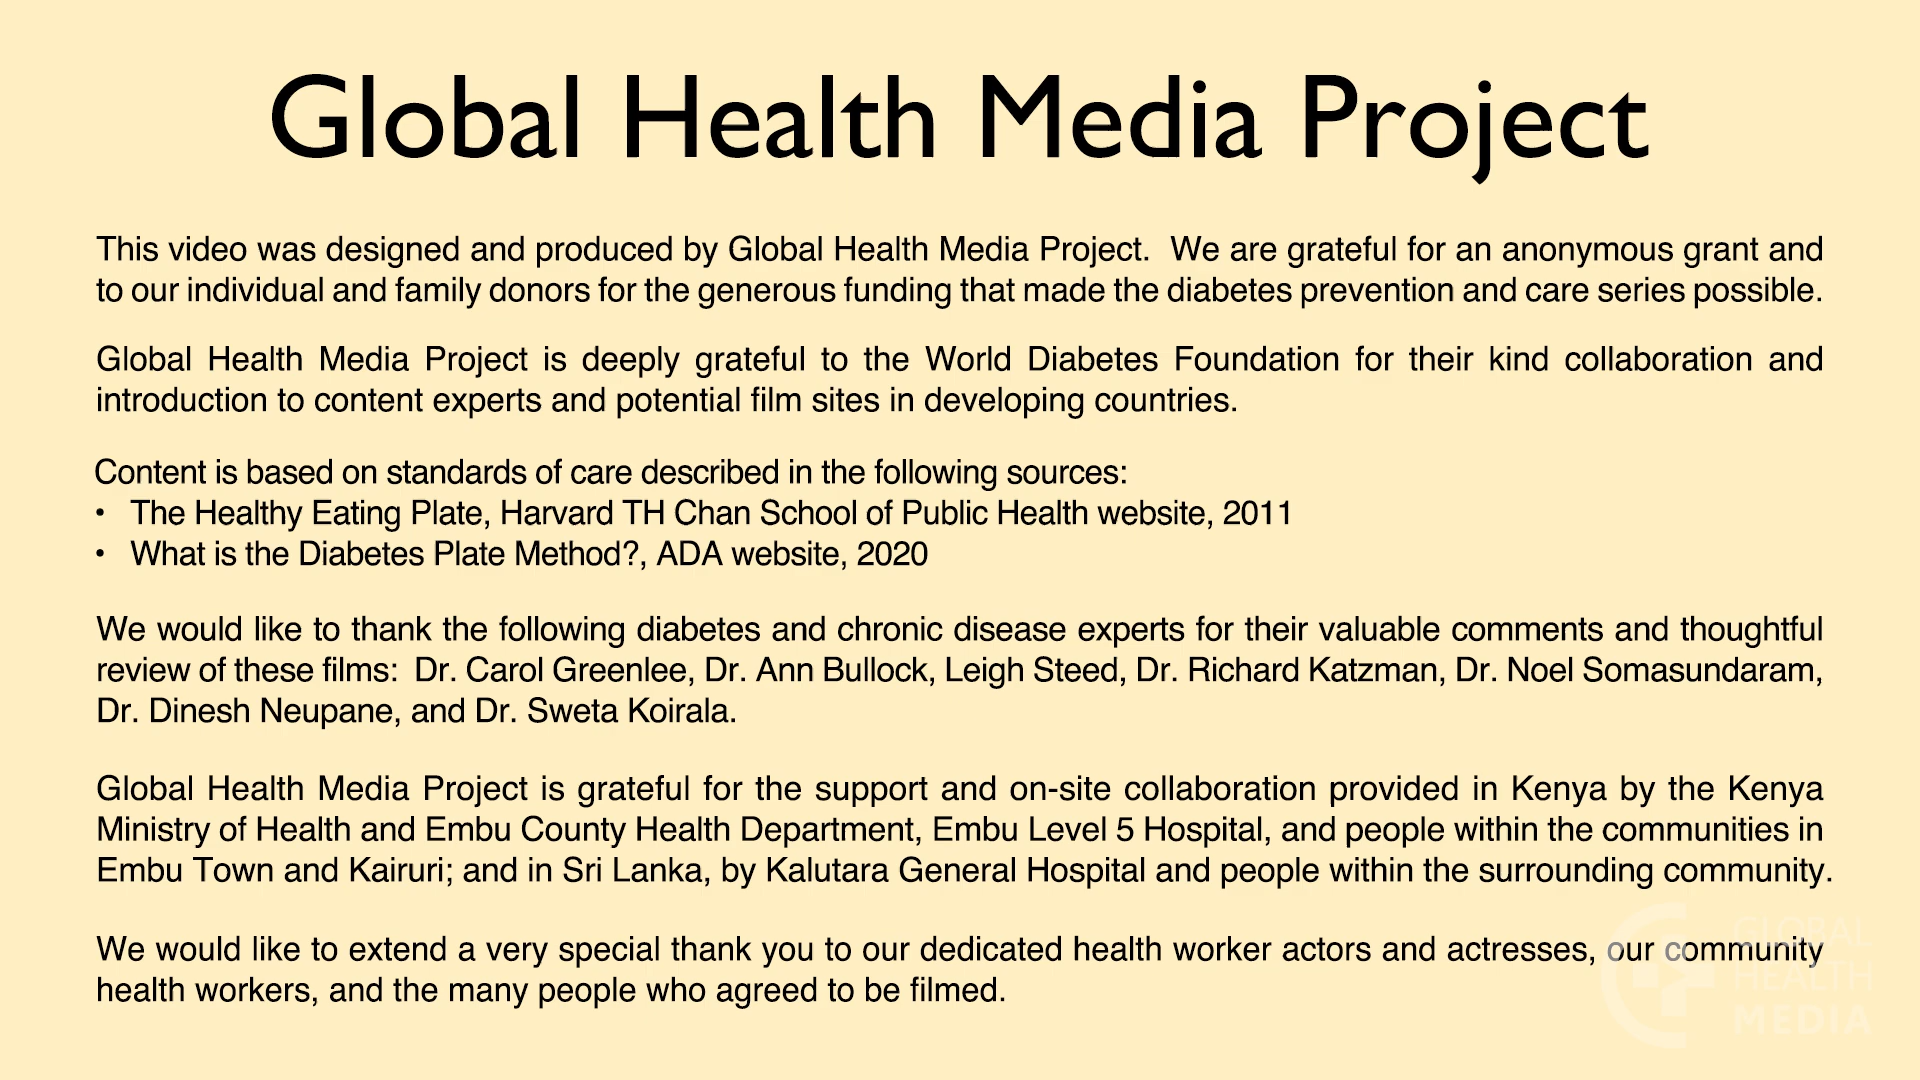 Global Health Media Project
This video was designed and produced by Global Health Media Project.  We are grateful for an anonymous grant and
to our individual and family donors for the generous funding that made the diabetes prevention and care series possible.
Global Health Media Project is deeply grateful to the World Diabetes Foundation for their kind collaboration and
introduction to content experts and potential film sites in developing countries.
Content is based on standards of care described in the following sources:
• The Healthy Eating Plate, Harvard TH Chan School of Public Health website, 2011
• What is the Diabetes Plate Method?, ADA website, 2020
We would like to thank the following diabetes and chronic disease experts for their valuable comments and thoughtful
review of these films:  Dr. Carol Greenlee, Dr. Ann Bullock, Leigh Steed, Dr. Richard Katzman, Dr. Noel Somasundaram,
Dr. Dinesh Neupane, and Dr. Sweta Koirala.
Global Health Media Project is grateful for the support and on-site collaboration provided in Kenya by the Kenya
Ministry of Health and Embu County Health Department, Embu Level 5 Hospital, and people within the communities in
Embu Town and Kairuri; and in Sri Lanka, by Kalutara General Hospital and people within the surrounding community.
We would like to extend a very special thank you to our dedicated health worker actors and actresses, our community
health workers, and the many people who agreed to be filmed.
GLOBAL
HEALTH
MEDIA